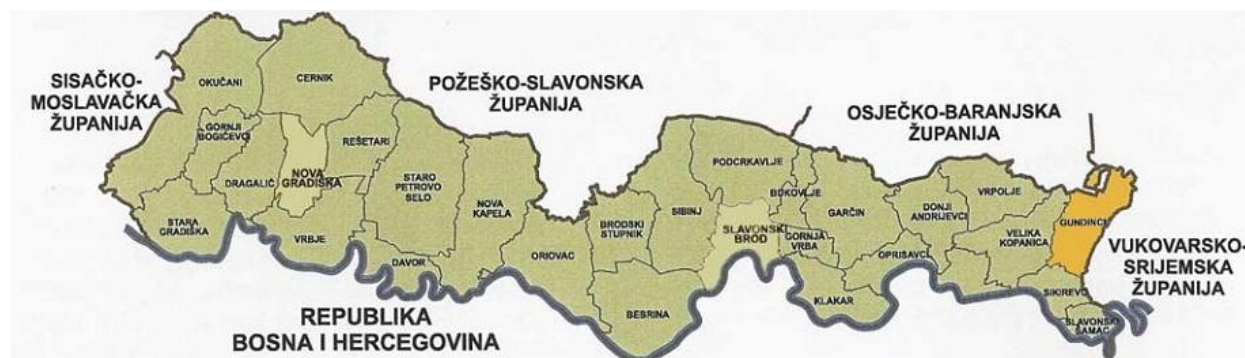 SISAČKO-
MOSLAVAČKA
ŽUPANIJA
POŽEŠKO-SLAVONSKA
ŽUPANIJA
OSJEČKO-BARANJSKA
ŽUPANIJA
VUKOVARSKO-
SRIJEMSKA
ŽUPANIJA
REPUBLIKA
BOSNA I HERCEGOVINA
OKUČANI
CERNIK
GORNJI
BOGIĆEVCI
REŠETARI
DRAGALIĆ
NOVA
GRADIŠKA
STARO
PETROVO
SELO
NOVA
KAPELA
STARA
GRADIŠKA
VRBJE
DAVOR
ORIOVAC
BRODSKI
STUPNIK
SIBINJ
PODCRKAVLJE
BUKOVLJE
SLAVONSKI
BROD
GORNJA
VRBA
GARČIN
BEBRINA
KLAKAR
OPRISAVCI
DONJI
ANDRIJEVCI
VRPOLJE
VELIKA
KOPANICA
GUNDINCI
SIKIREVCI
SLAVONSKI
ŠAMAC